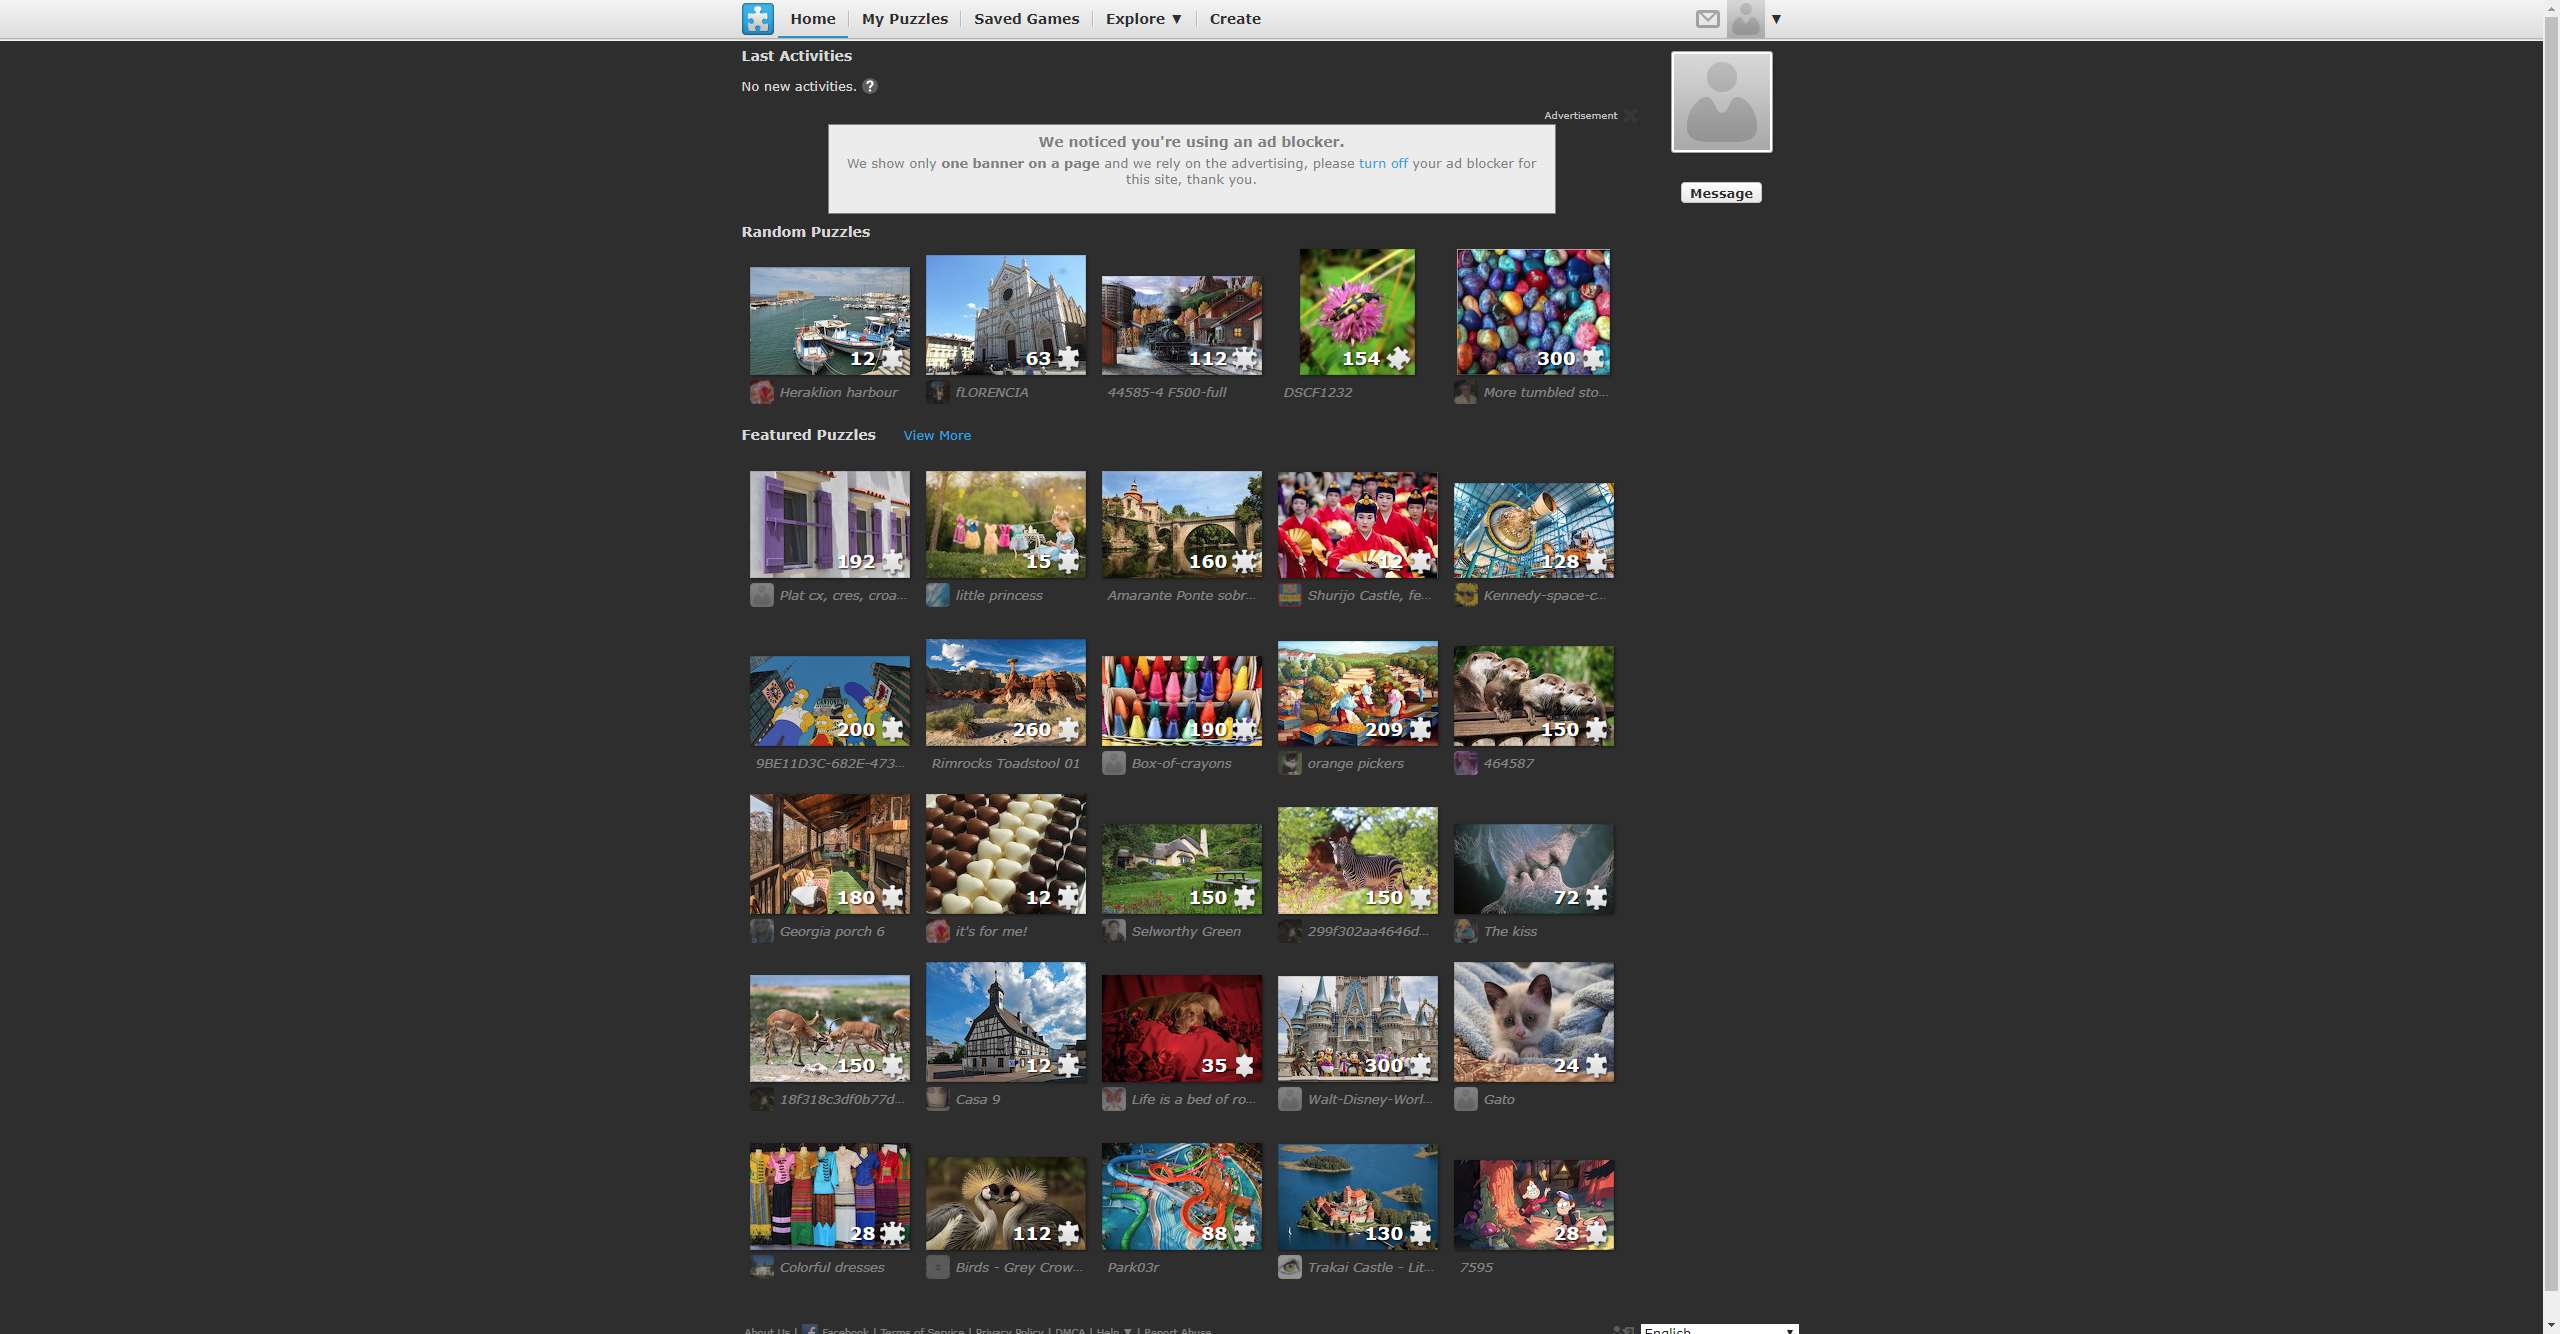 Home My Puzzles Saved Games Explore ▼ Create ▼
Last Activities
No new activities. ?
Advertisement
We noticed you're using an ad blocker.
We show only one banner on a page and we rely on the advertising, please turn off your ad blocker for
this site, thank you.
Message
Random Puzzles
12 63 112 154 300
Heraklion harbour fLORENCIA 44585-4 F500-full DSCF1232 More tumbled sto...
Featured Puzzles View More
192 15 160 12 128
Plat cx, cres, croa... little princess Amarante Ponte sobr... Shurijo Castle, fe... Kennedy-space-c...
200 260 190 209 150
9BE11D3C-682E-473... Rimrocks Toadstool 01 Box-of-crayons orange pickers 464587
180 12 150 150 72
Georgia porch 6 it's for me! Selworthy Green 299f302aa4646d... The kiss
150 12 35 300 24
18f318c3df0b77d... Casa 9 Life is a bed of ro... Walt-Disney-Worl... Gato
28 112 88 130 28
Colorful dresses Birds - Grey Crow... Park03r Trakai Castle - Lit... 7595
About Us | Facebook | Terms of Service | Privacy Policy | DMCA | Help ▼ | Report Abuse English ▼